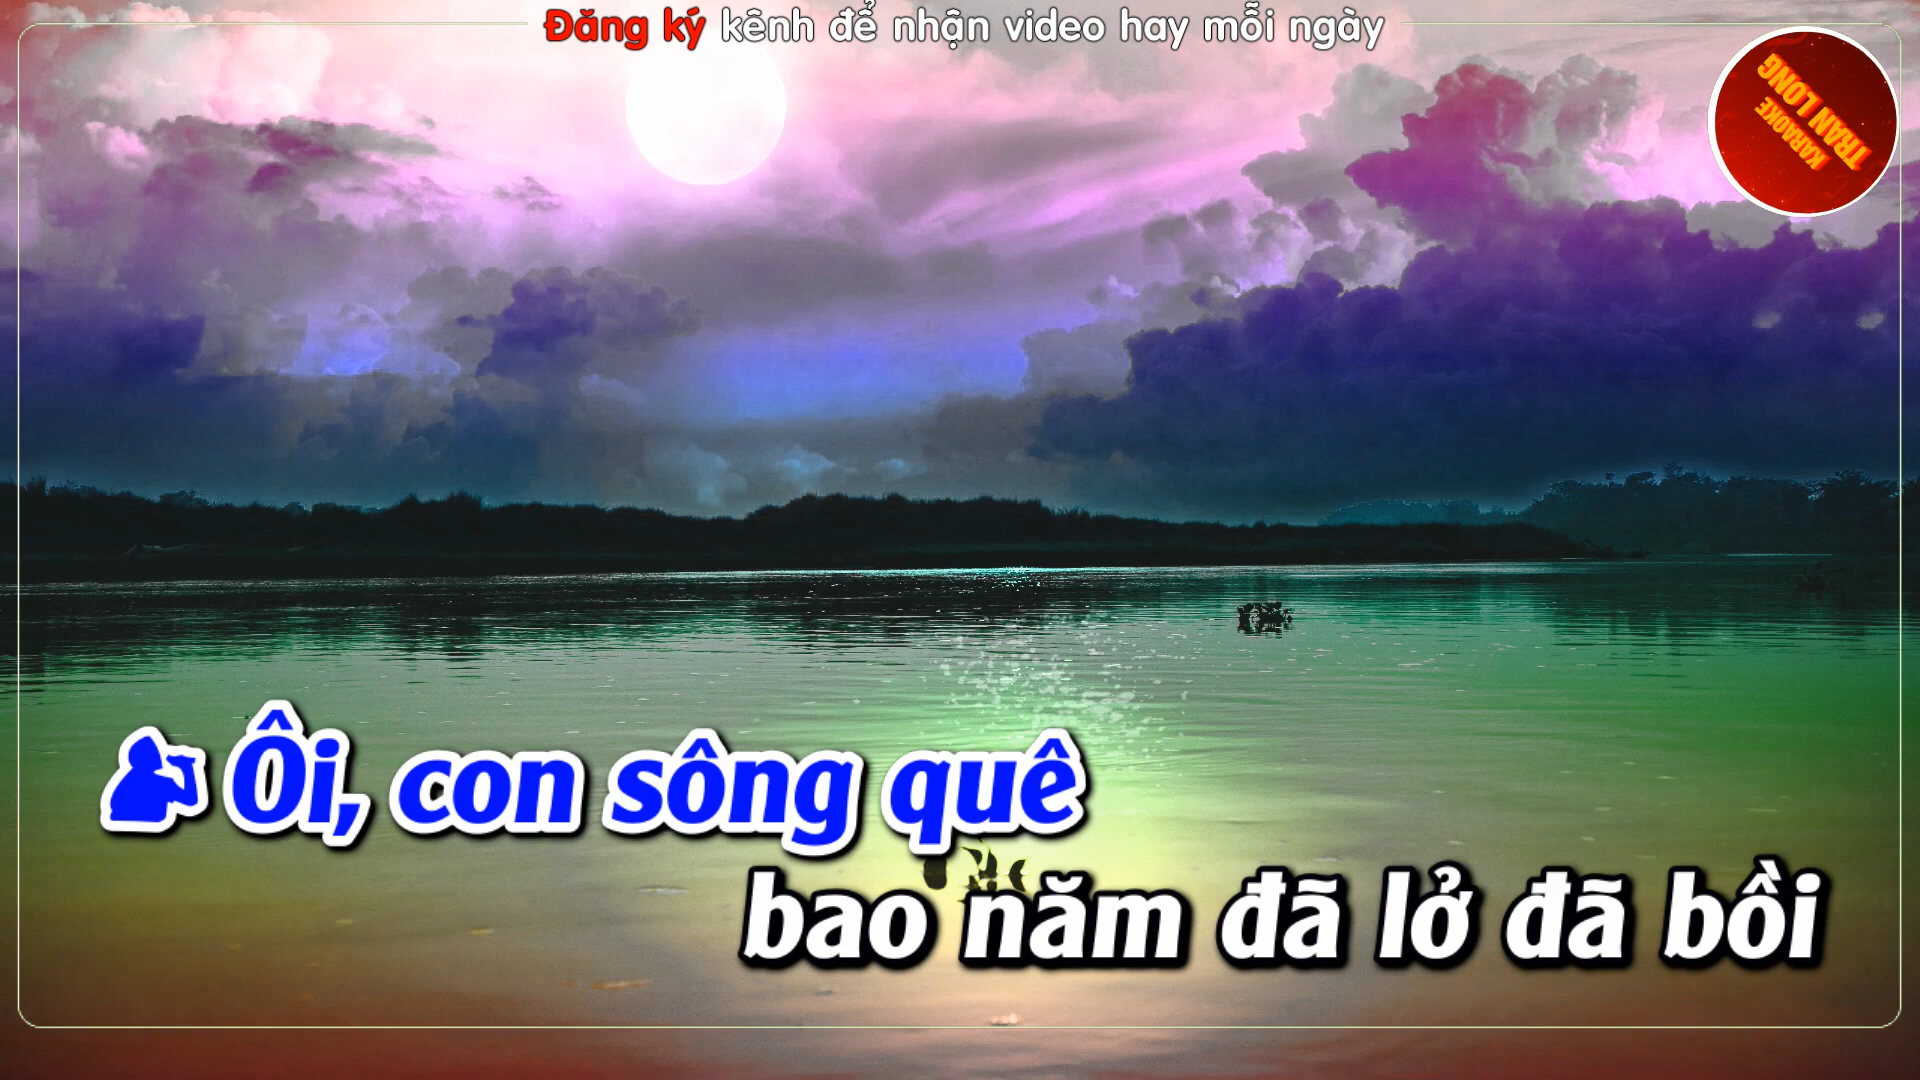 Đăng ký kênh để nhận video hay mỗi ngày
KARAOKE
TRAN LONG
Ôi, con sông quê
bao năm đã lở đã bồi